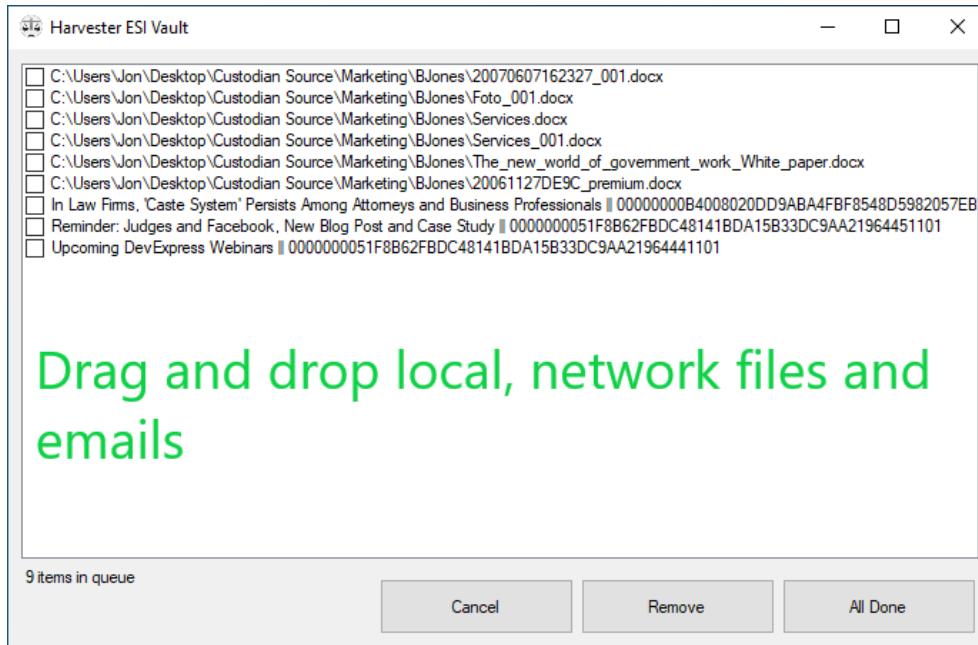 Harvester ESI Vault
C:\Users\Jon\Desktop\Custodian Source\Marketing\BJones\20070607162327_001.docx
C:\Users\Jon\Desktop\Custodian Source\Marketing\BJones\Foto_001.docx
C:\Users\Jon\Desktop\Custodian Source\Marketing\BJones\Services.docx
C:\Users\Jon\Desktop\Custodian Source\Marketing\BJones\Services_001.docx
C:\Users\Jon\Desktop\Custodian Source\Marketing\BJones\The_new_world_of_government_work_White_paper.docx
C:\Users\Jon\Desktop\Custodian Source\Marketing\BJones\20061127DE9C_premium.docx
In Law Firms, 'Caste System' Persists Among Attorneys and Business Professionals || 00000000B4008020DD9ABA4FBF8548D5982057EB
Reminder: Judges and Facebook, New Blog Post and Case Study || 0000000051F8B62FBDC48141BDA15B33DC9AA21964451101
Upcoming DevExpress Webinars || 0000000051F8B62FBDC48141BDA15B33DC9AA21964441101
Drag and drop local, network files and
emails
9 items in queue
Cancel Remove All Done